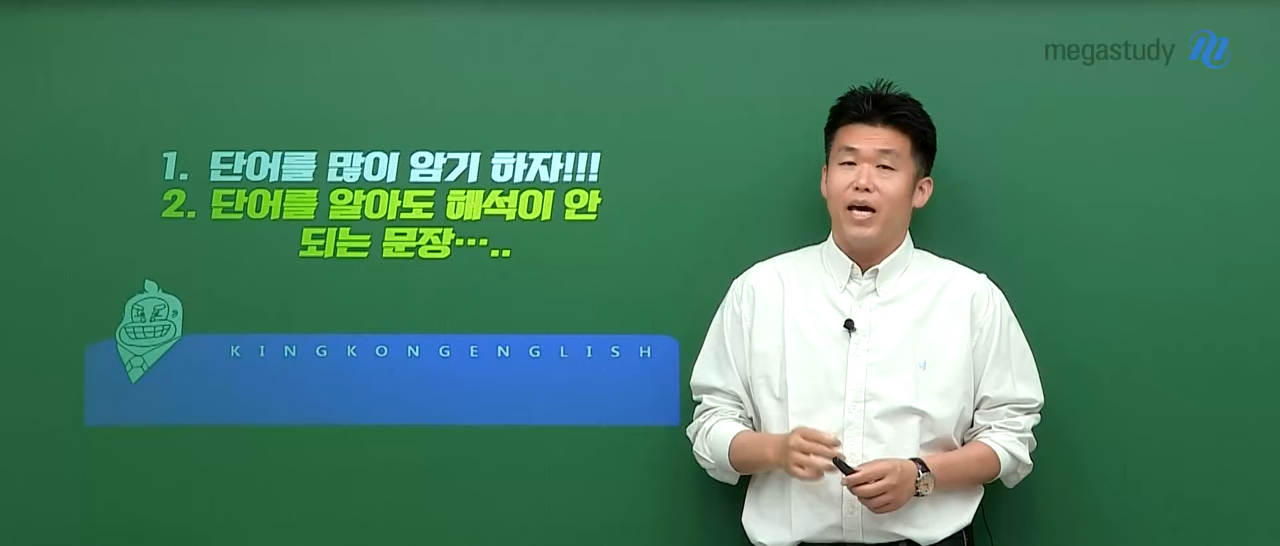 megastudy
1. 단어를 많이 암기 하자!!!
2. 단어를 알아도 해석이 안
되는 문장…..
KINGKONGENGLISH